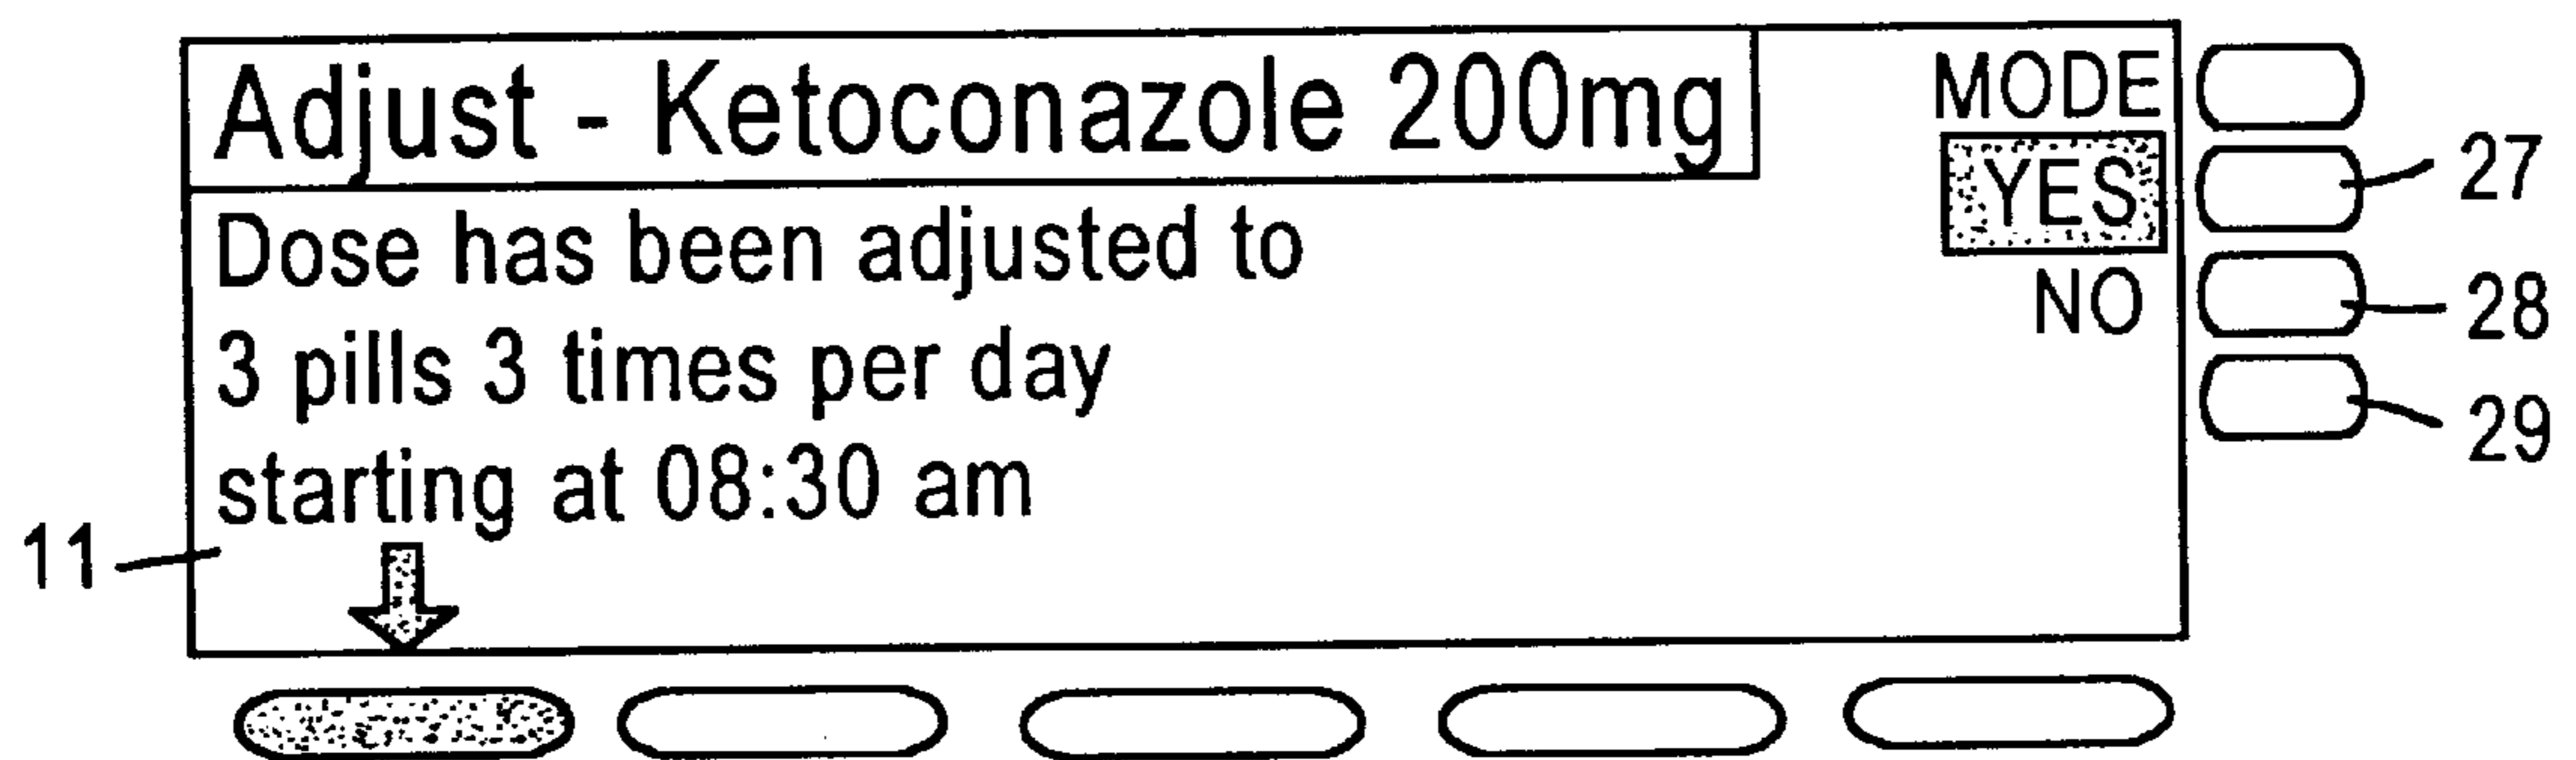 Adjust - Ketoconazole 200mg
MODE
YES
NO
Dose has been adjusted to
3 pills 3 times per day
starting at 08:30 am
11
27
28
29